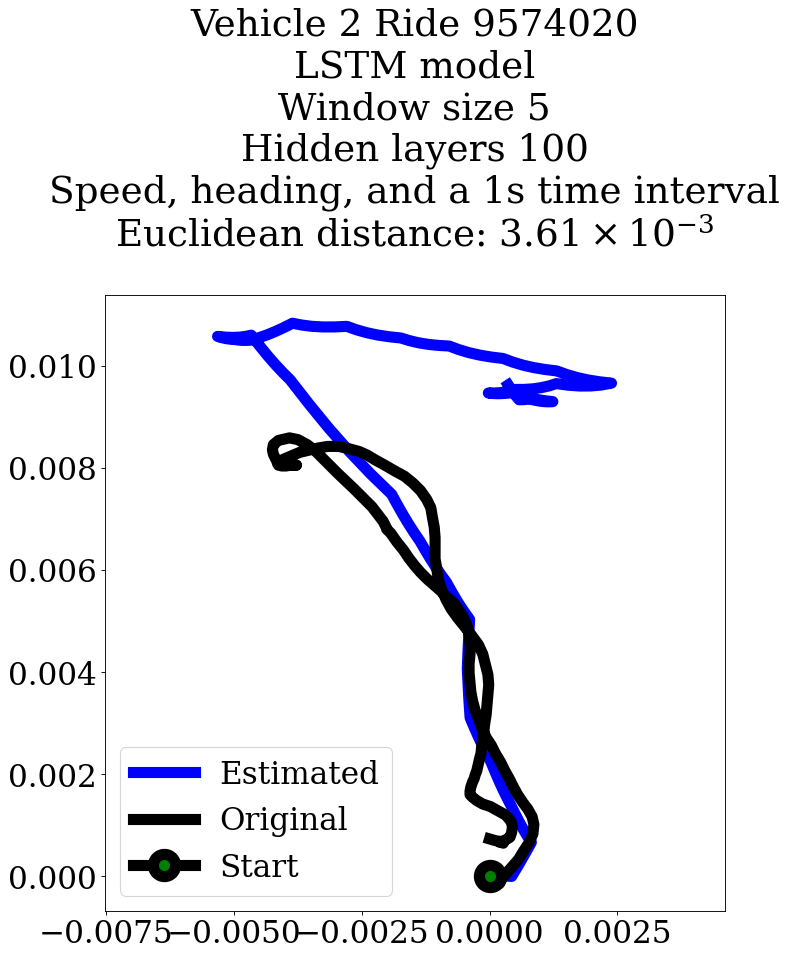 Vehicle 2 Ride 9574020
LSTM model
Window size 5
Hidden layers 100
Speed, heading, and a 1s time interval
Euclidean distance: 3.61 × 10⁻³
0.010
0.008
0.006
0.004
0.002
0.000
Estimated
Original
Start
−0.0075 −0.0050 −0.0025 0.0000 0.0025